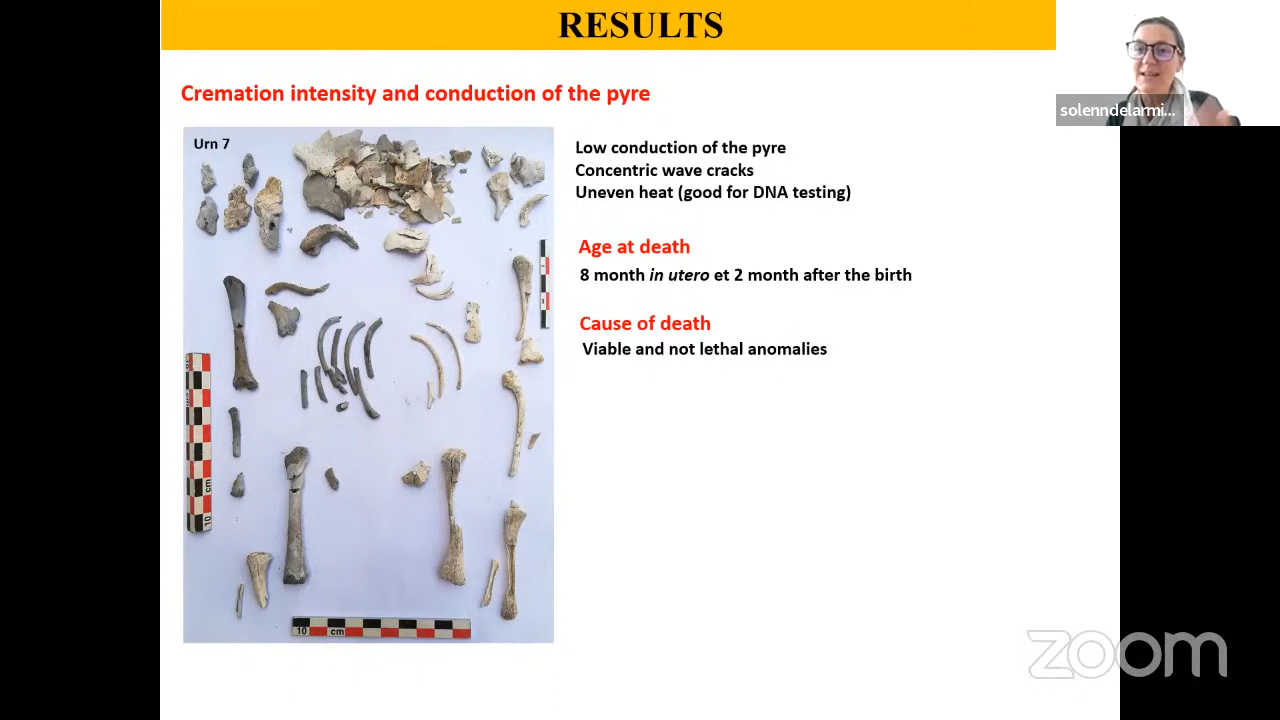 RESULTS
solenndelarmi...
Cremation intensity and conduction of the pyre
Urn 7
Low conduction of the pyre
Concentric wave cracks
Uneven heat (good for DNA testing)
Age at death
8 month in utero et 2 month after the birth
Cause of death
Viable and not lethal anomalies
10 cm
10 cm
zoom